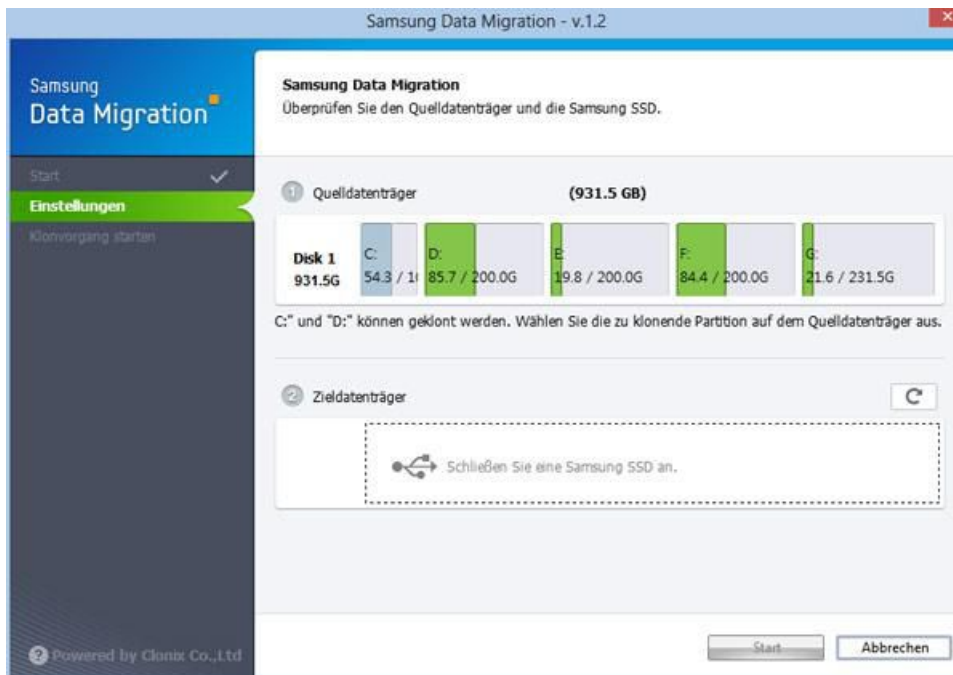 Samsung Data Migration - v.1.2
Samsung
Data Migration
Samsung Data Migration
Überprüfen Sie den Quelldatenträger und die Samsung SSD.
Start
Einstellungen
Klonvorgang starten
1 Quelldatenträger (931.5 GB)
Disk 1
931.5G
C:
54.3 / 1
D:
85.7 / 200.0G
E:
19.8 / 200.0G
F:
84.4 / 200.0G
G:
21.6 / 231.5G
C:" und "D:" können geklont werden. Wählen Sie die zu klonende Partition auf dem Quelldatenträger aus.
2 Zieldatenträger
Schließen Sie eine Samsung SSD an.
? Powered by Clonix Co.,Ltd
Start
Abbrechen